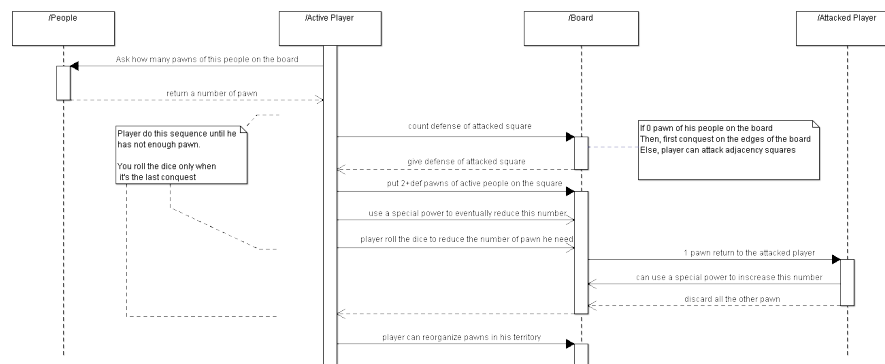 /People
/Active Player
/Board
/Attacked Player
Ask how many pawns of this people on the board
return a number of pawn
Player do this sequence until he
has not enough pawn.
You roll the dice only when
it's the last conquest
count defense of attacked square
If 0 pawn of his people on the board
Then, first conquest on the edges of the board
Else, player can attack adjacency squares
give defense of attacked square
put 2+def pawns of active people on the square
use a special power to eventually reduce this number
player roll the dice to reduce the number of pawn he need
1 pawn return to the attacked player
can use a special power to inscrease this number
discard all the other pawn
player can reorganize pawns in his territory